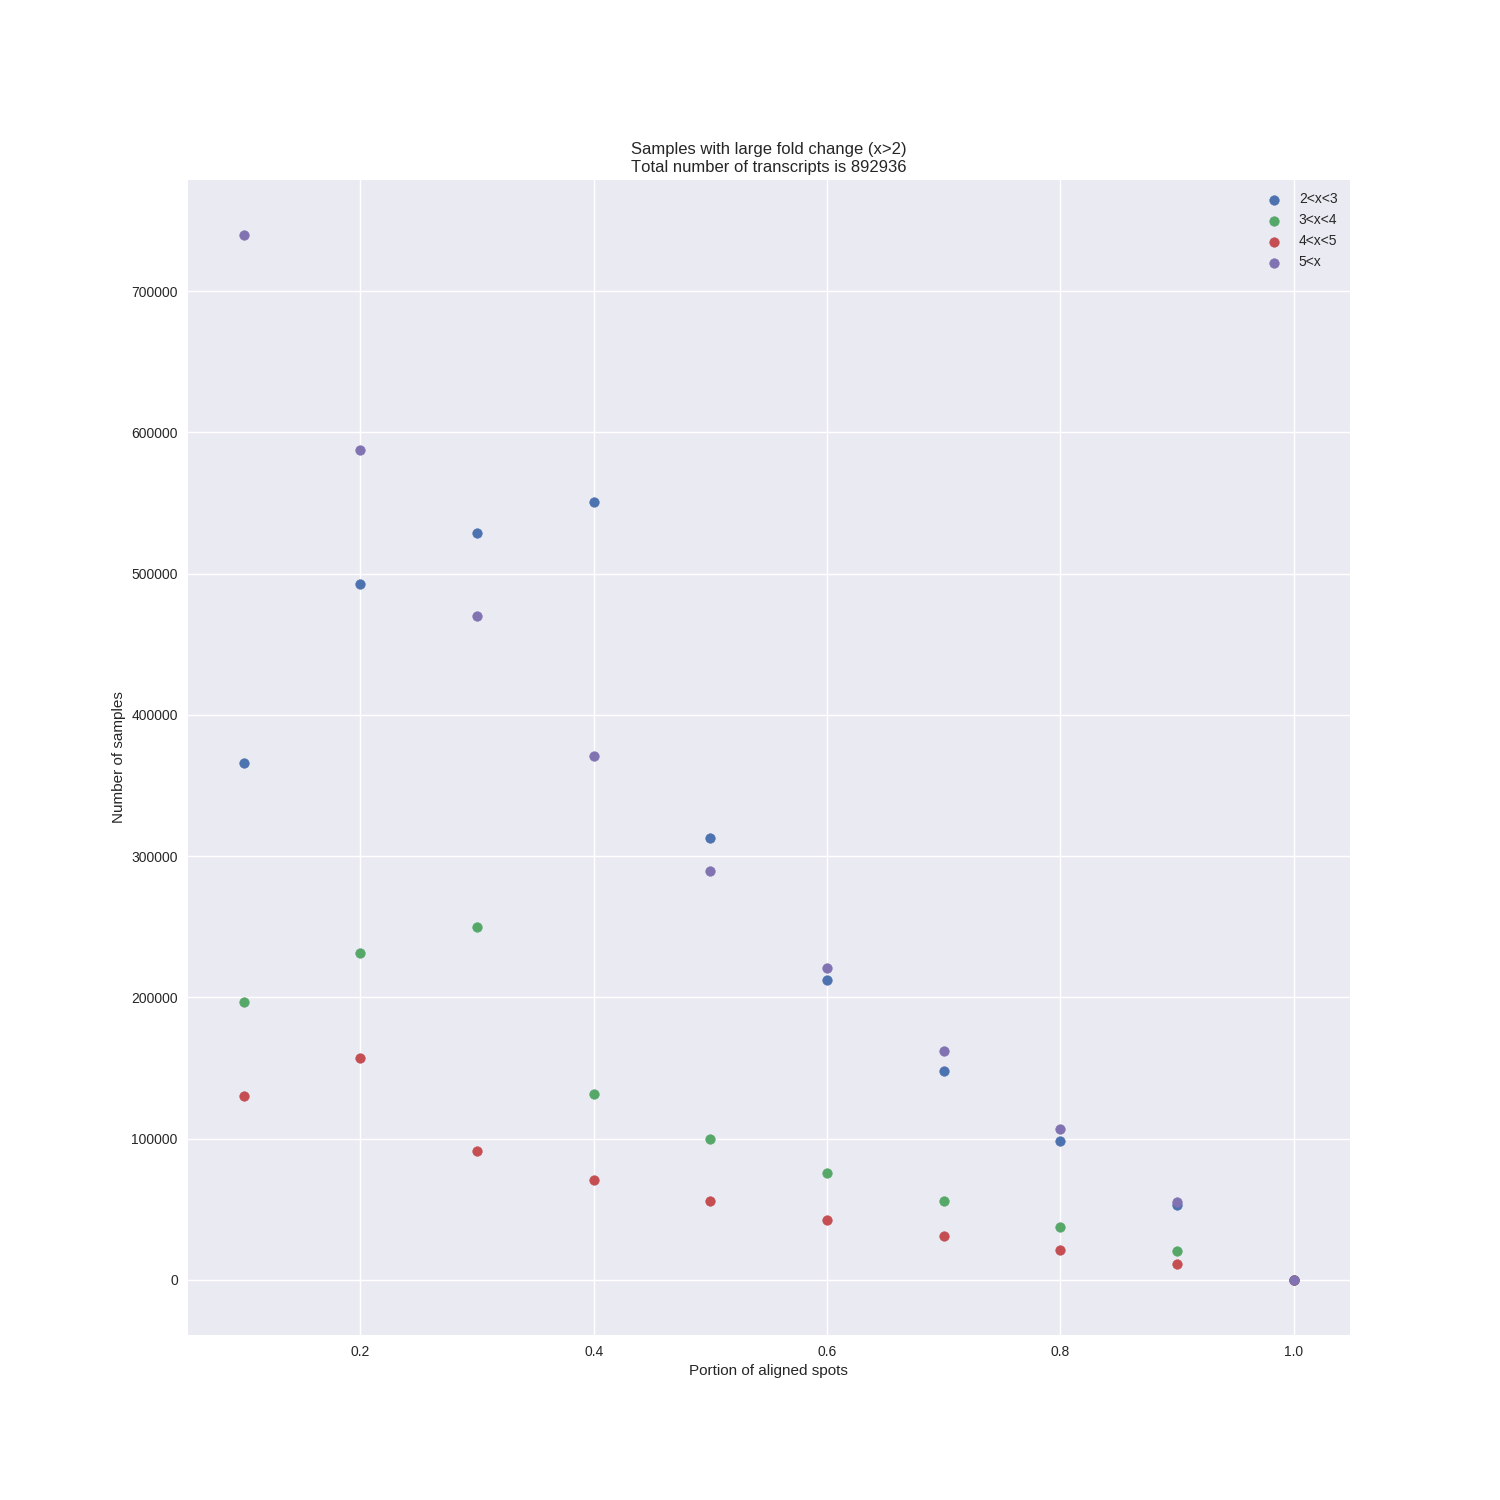 Samples with large fold change (x>2)
Total number of transcripts is 892936
2<x<3
3<x<4
4<x<5
5<x
700000
600000
500000
400000
300000
200000
100000
0
Number of samples
0.2
0.4
0.6
0.8
1.0
Portion of aligned spots